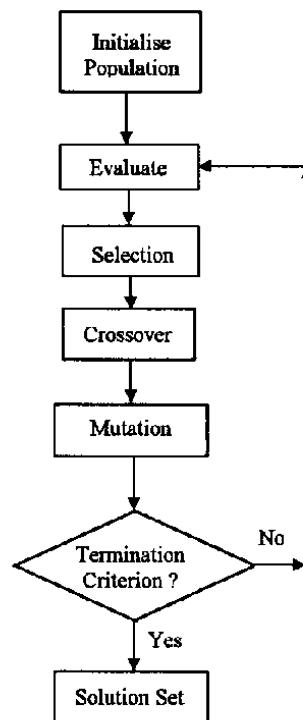 Initialise
Population
Evaluate
Selection
Crossover
Mutation
Termination
Criterion ?
No
Yes
Solution Set